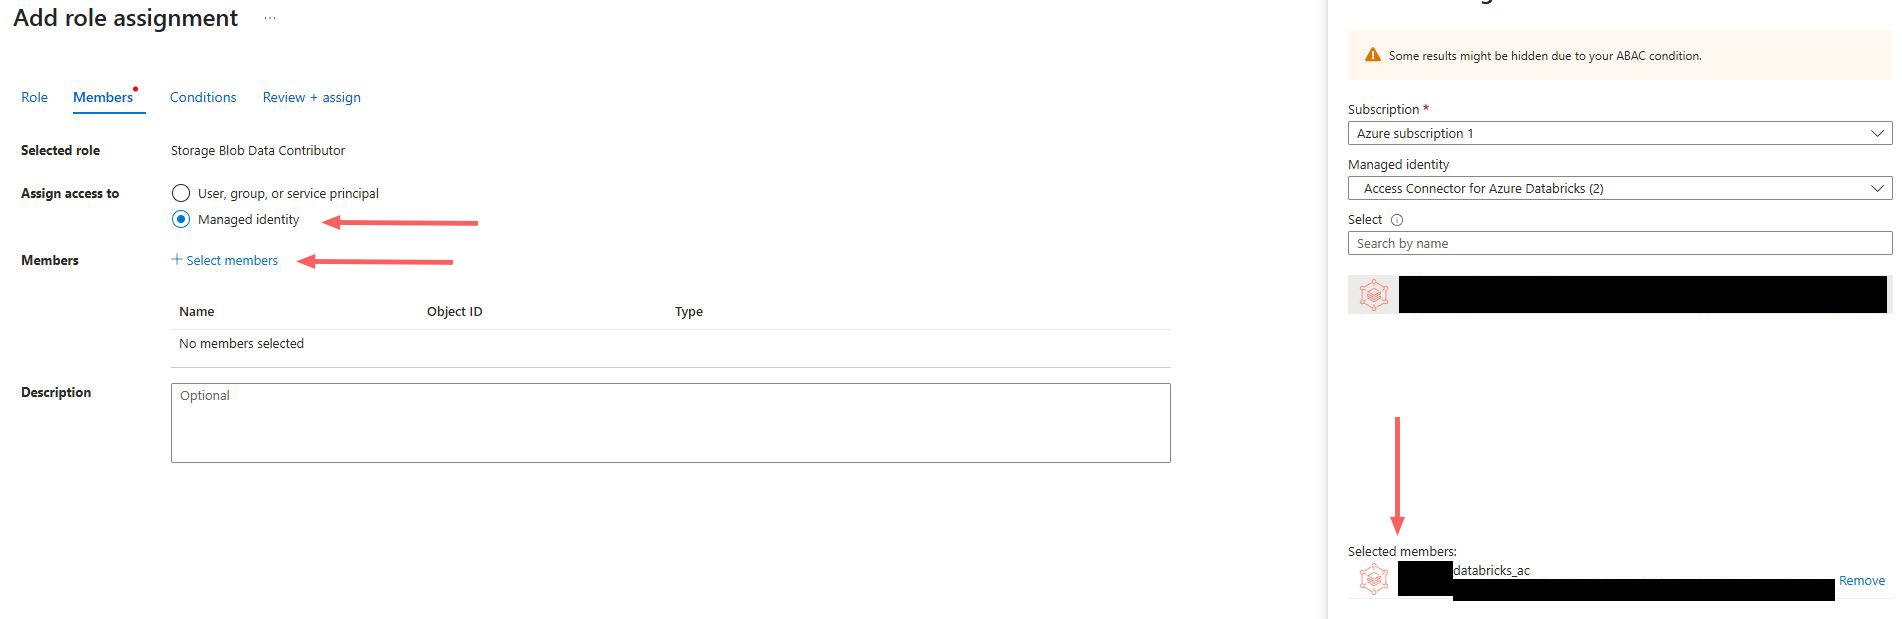 Add role assignment ...
Role Members Conditions Review + assign
Selected role Storage Blob Data Contributor
Assign access to User, group, or service principal
Managed identity
Members + Select members
Name Object ID Type
No members selected
Description Optional
Some results might be hidden due to your ABAC condition.
Subscription *
Azure subscription 1
Managed identity
Access Connector for Azure Databricks (2)
Select
Search by name
Selected members:
databricks_ac
Remove